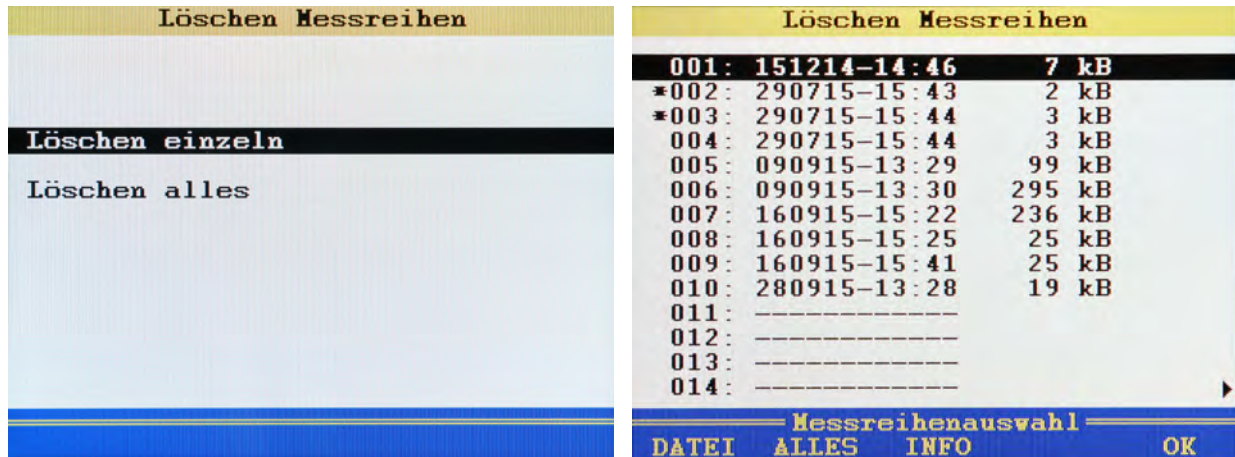 Löschen Messreihen
Löschen einzeln
Löschen alles
Löschen Messreihen
001: 151214-14:46 7 kB
*002: 290715-15:43 2 kB
*003: 290715-15:44 3 kB
004: 290715-15:44 3 kB
005: 090915-13:29 99 kB
006: 090915-13:30 295 kB
007: 160915-15:22 236 kB
008: 160915-15:25 25 kB
009: 160915-15:41 25 kB
010: 280915-13:28 19 kB
011: ------------
012: ------------
013: ------------
014: ------------
Messreihenauswahl
DATEI ALLES INFO OK